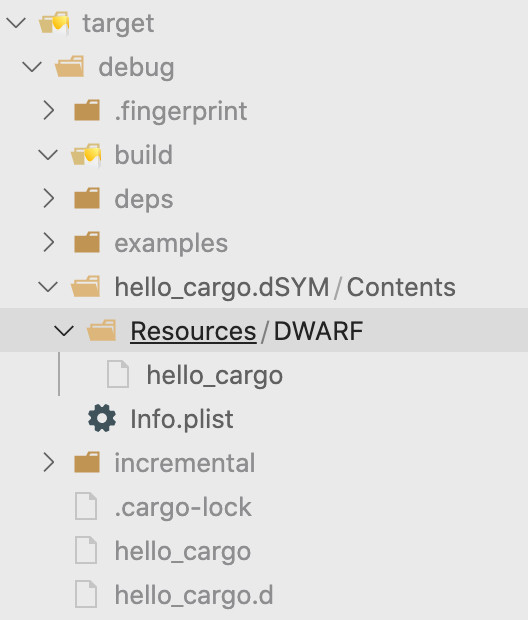 target
debug
.fingerprint
build
deps
examples
hello_cargo.dSYM/Contents
Resources/DWARF
hello_cargo
Info.plist
incremental
.cargo-lock
hello_cargo
hello_cargo.d